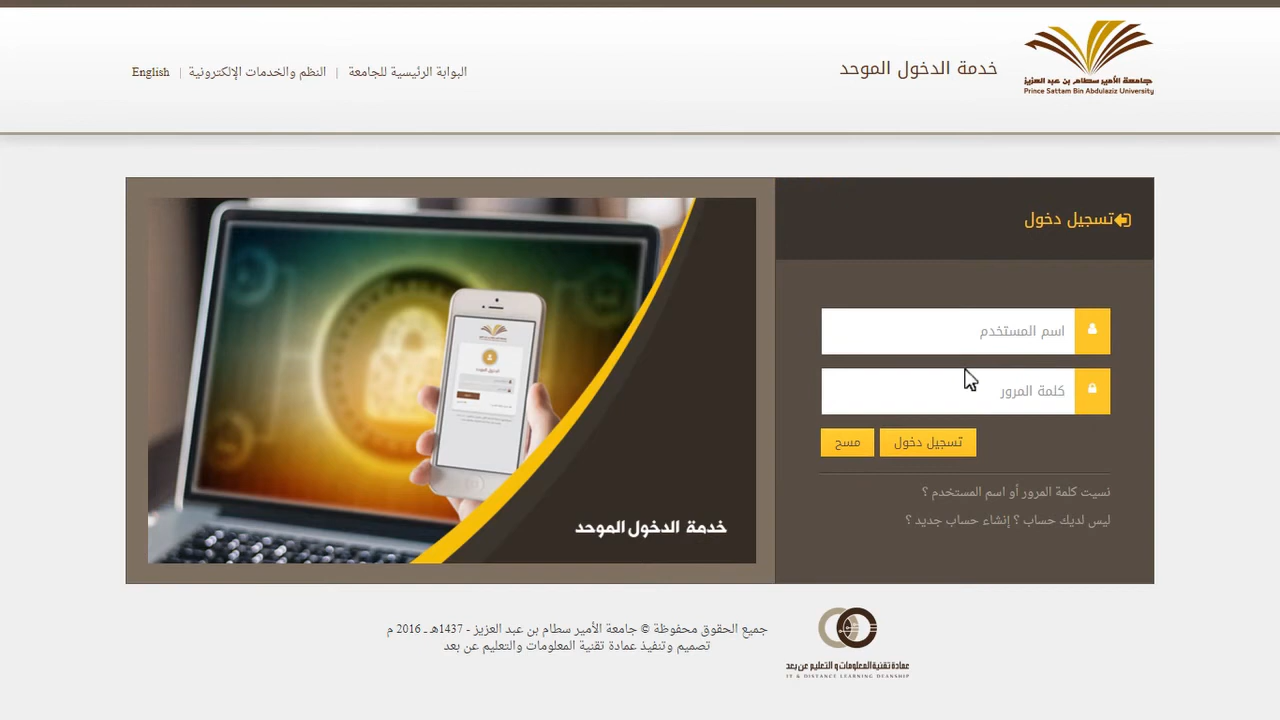 جامعة الأمير سطام بن عبد العزيز
Prince Sattam Bin Abdulaziz University
خدمة الدخول الموحد
البوابة الرئيسية للجامعة | النظم والخدمات الإلكترونية | English
تسجيل دخول
اسم المستخدم
كلمة المرور
تسجيل دخول
مسح
نسيت كلمة المرور أو اسم المستخدم ؟
ليس لديك حساب ؟ إنشاء حساب جديد ؟
خدمة الدخول الموحد
عمادة تقنية المعلومات و التعليم عن بعد
IT & DISTANCE LEARNING DEANSHIP
جميع الحقوق محفوظة © جامعة الأمير سطام بن عبد العزيز - 1437هـ ـ 2016 م
تصميم وتنفيذ عمادة تقنية المعلومات والتعليم عن بعد